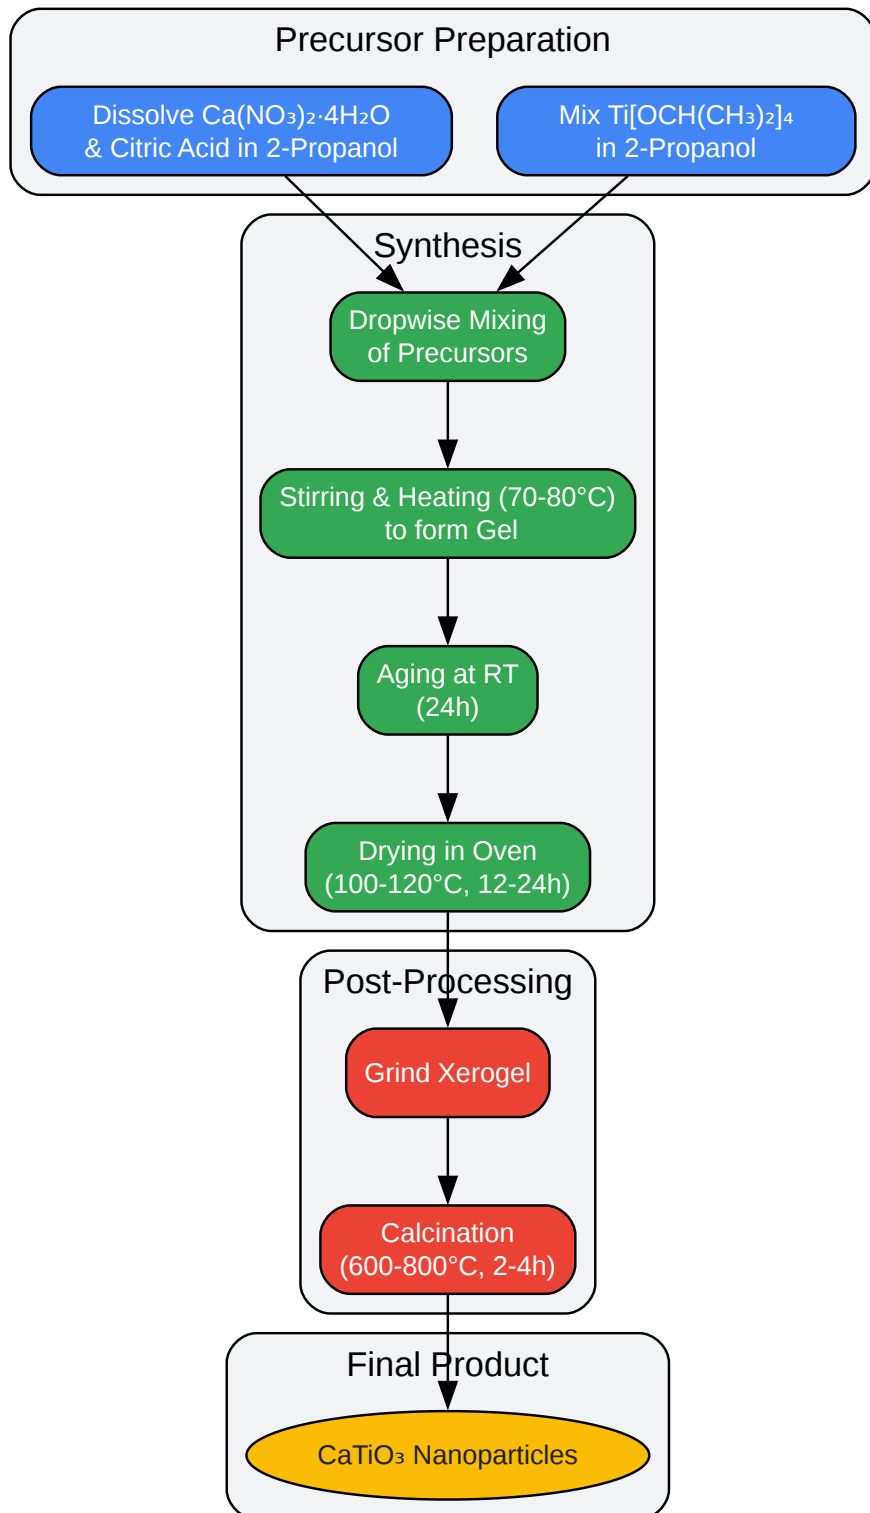 Precursor Preparation
Dissolve Ca(NO₃)₂·4H₂O
& Citric Acid in 2-Propanol
Mix Ti[OCH(CH₃)₂]₄
in 2-Propanol
Synthesis
Dropwise Mixing
of Precursors
Stirring & Heating (70-80°C)
to form Gel
Aging at RT
(24h)
Drying in Oven
(100-120°C, 12-24h)
Post-Processing
Grind Xerogel
Calcination
(600-800°C, 2-4h)
Final Product
CaTiO₃ Nanoparticles